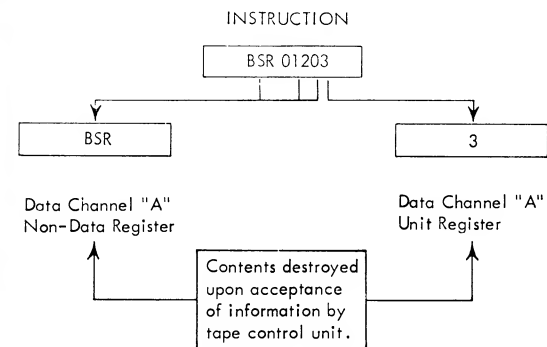 INSTRUCTION
BSR 01203
BSR
3
Data Channel "A"
Non-Data Register
Data Channel "A"
Unit Register
Contents destroyed
upon acceptance
of information by
tape control unit.